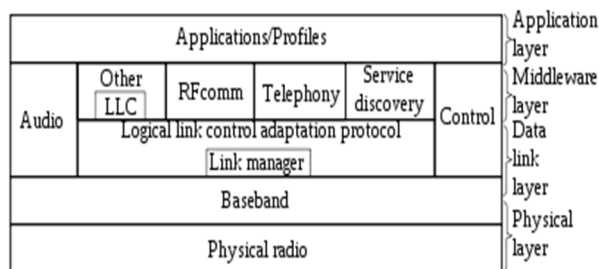 Applications/Profiles
Application
layer
Audio
Other
LLC
RFcomm
Telephony
Service
discovery
Control
Middleware
layer
Logical link control adaptation protocol
Link manager
Data
link
layer
Baseband
Physical radio
Physical
layer